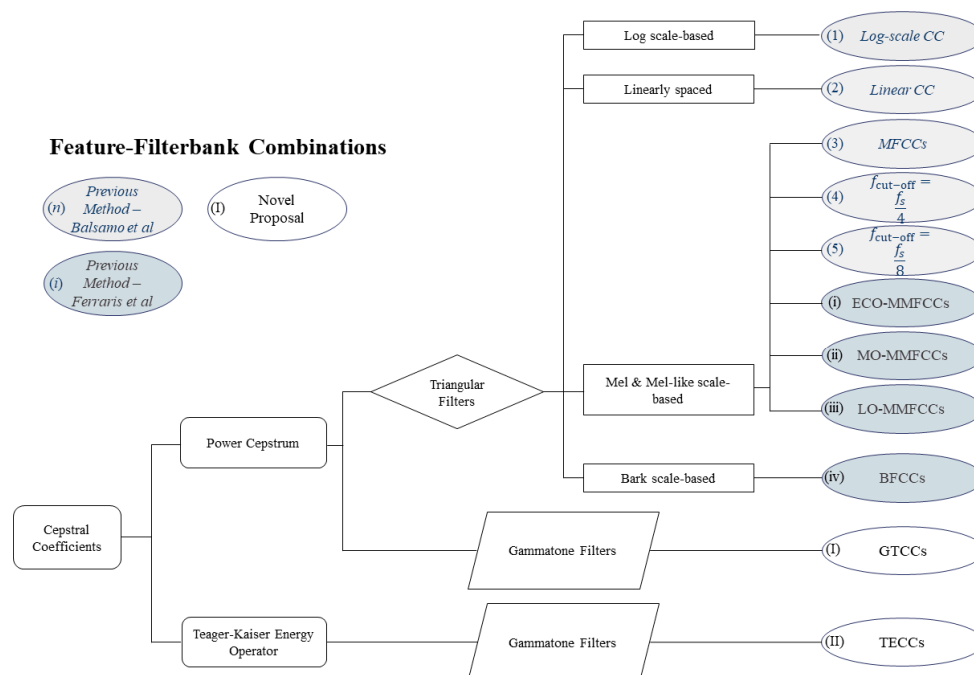 Feature-Filterbank Combinations
(n)
Previous
Method –
Balsamo et al
(I)
Novel
Proposal
(i)
Previous
Method –
Ferraris et al
Cepstral
Coefficients
Power Cepstrum
Teager-Kaiser Energy
Operator
Triangular
Filters
Gammatone Filters
Gammatone Filters
Log scale-based
Linearly spaced
Mel & Mel-like scale-
based
Bark scale-based
(1) Log-scale CC
(2) Linear CC
(3) MFCCs
(4)
f cut−off =
fs
4
(5)
f cut−off =
fs
8
(i) ECO-MMFCCs
(ii) MO-MMFCCs
(iii) LO-MMFCCs
(iv) BFCCs
(I) GTCCs
(II) TECCs